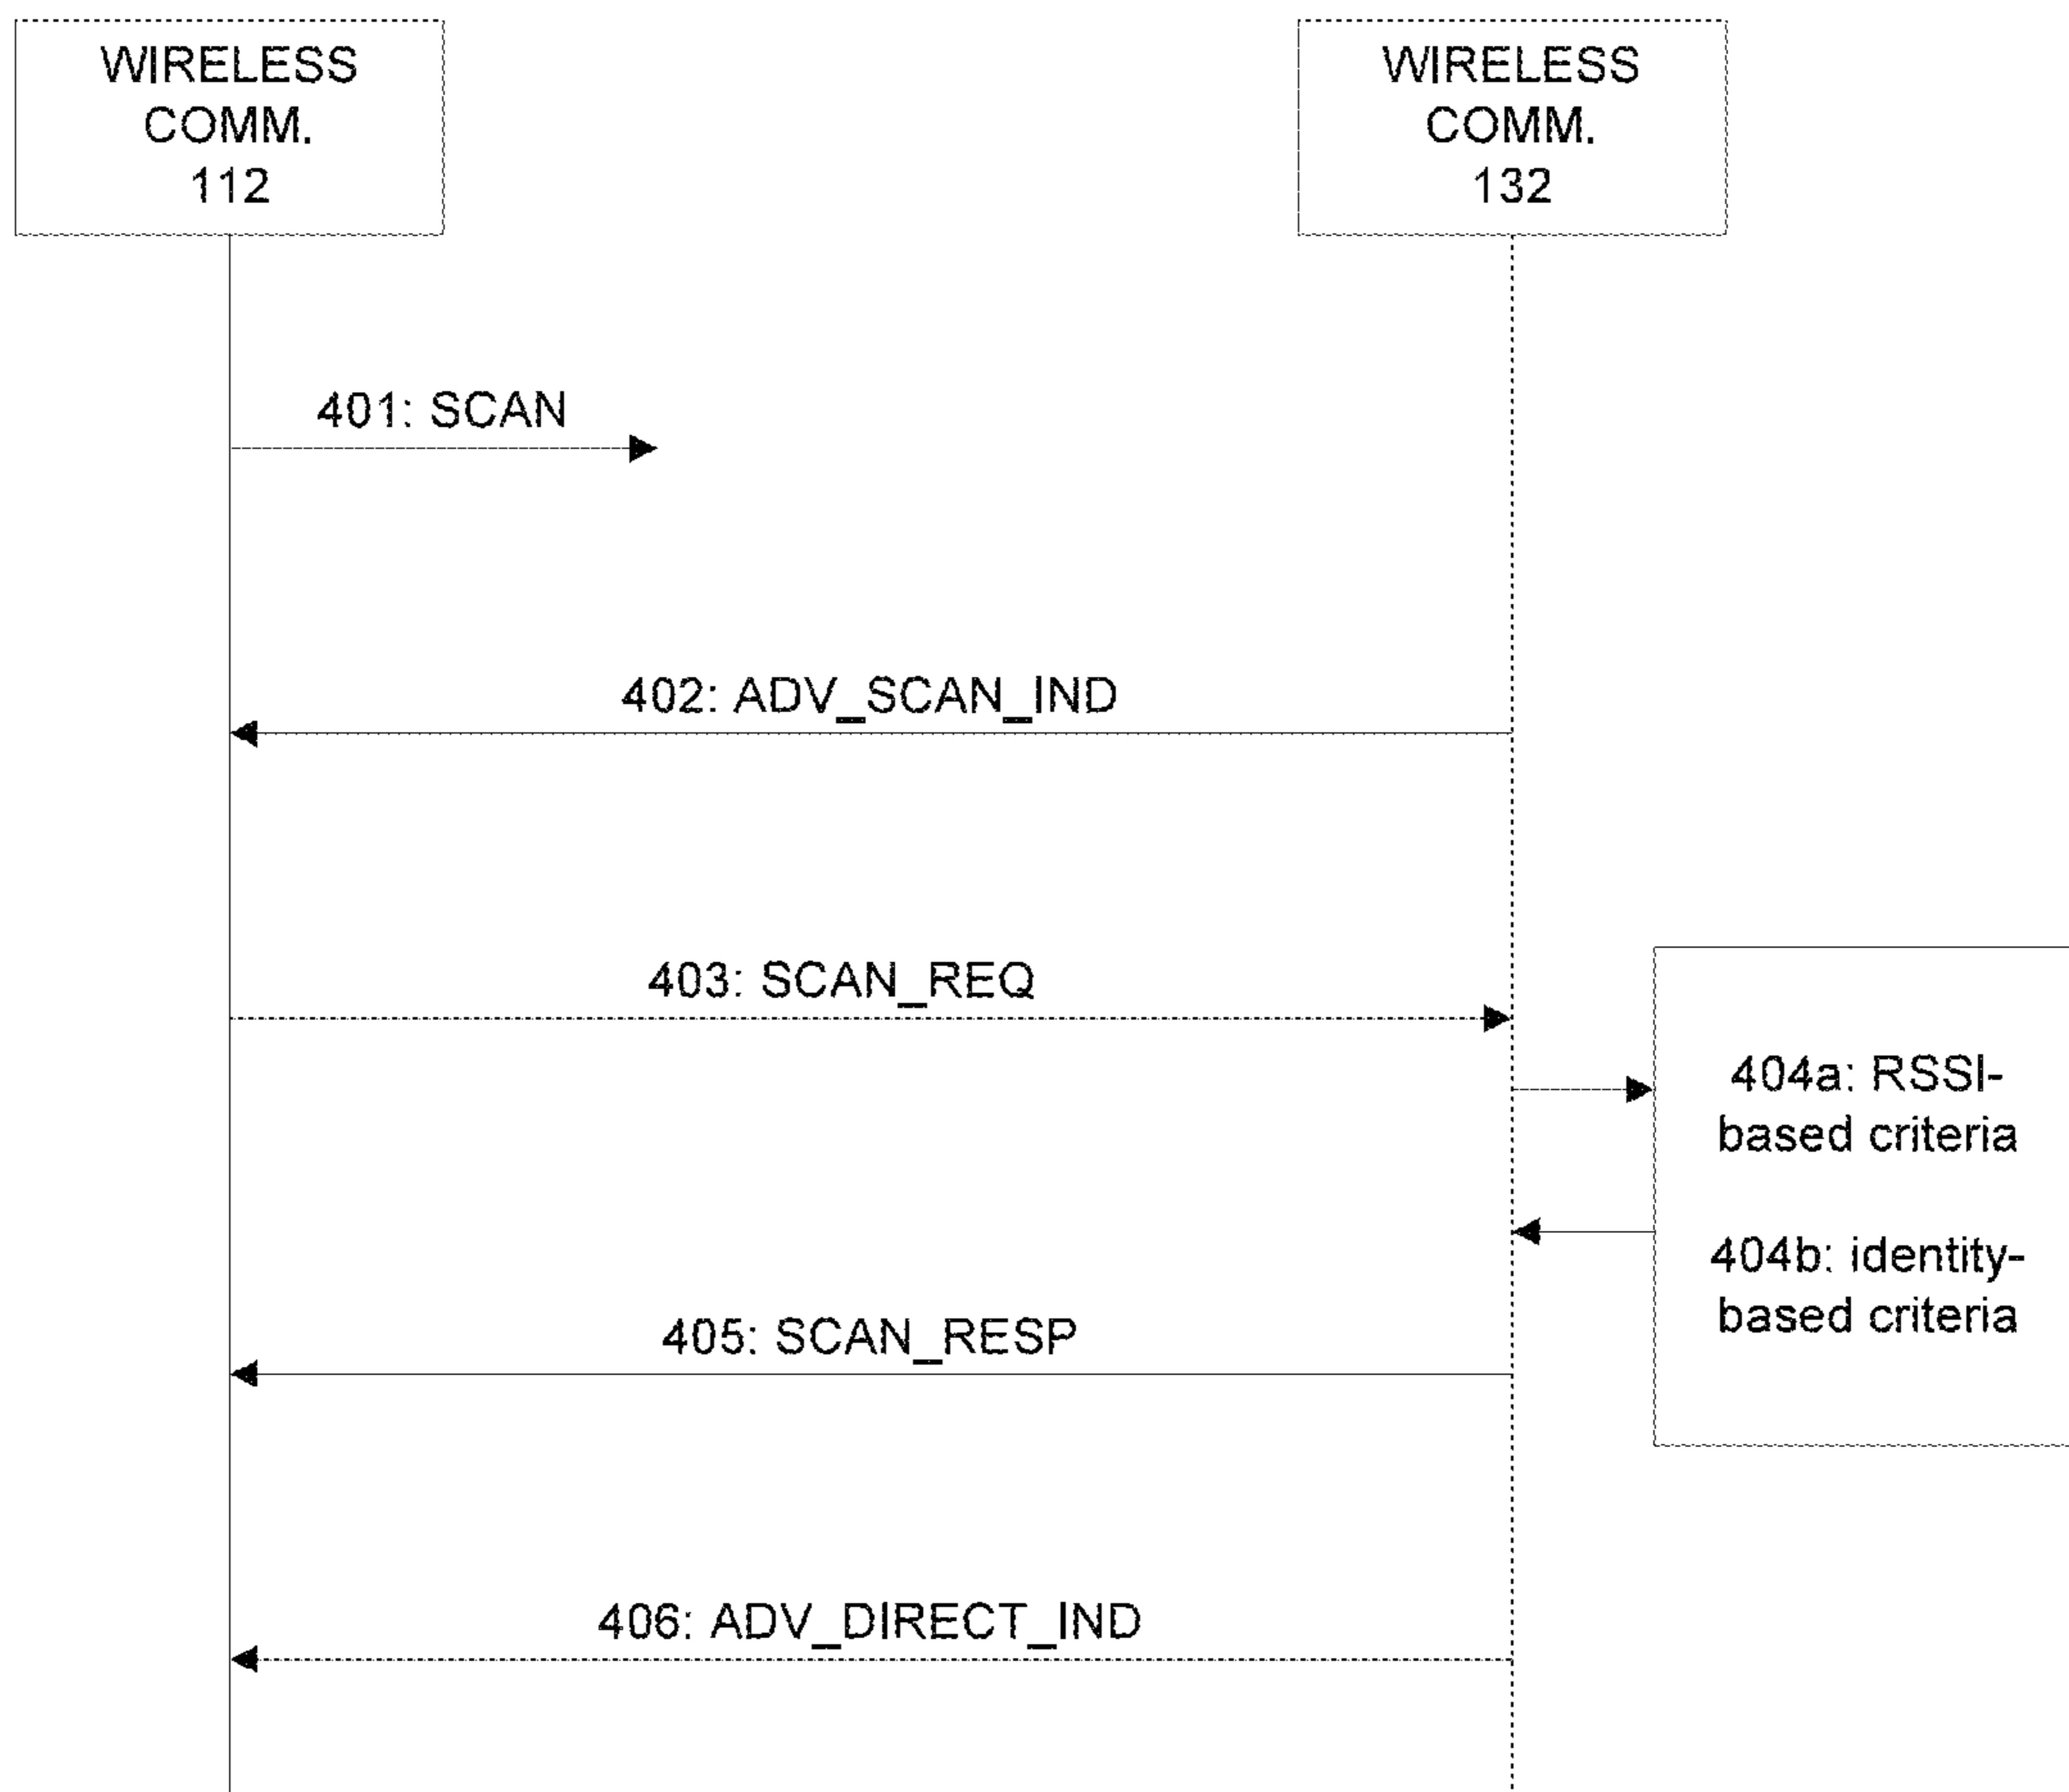 WIRELESS
COMM.
112
WIRELESS
COMM.
132
401: SCAN
402: ADV_SCAN_IND
403: SCAN_REQ
404a: RSSI-
based criteria
404b: identity-
based criteria
405: SCAN_RESP
406: ADV_DIRECT_IND